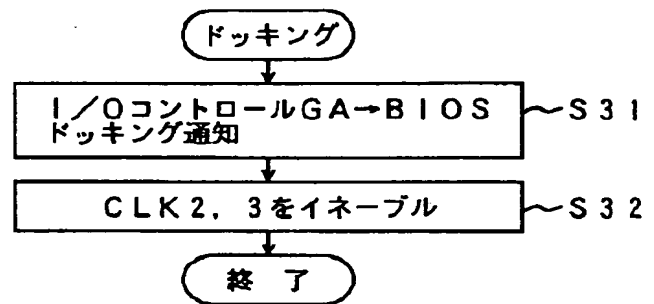 ドッキング
I/OコントロールGA→BIOS
ドッキング通知
S31
CLK2, 3をイネーブル
S32
終 了